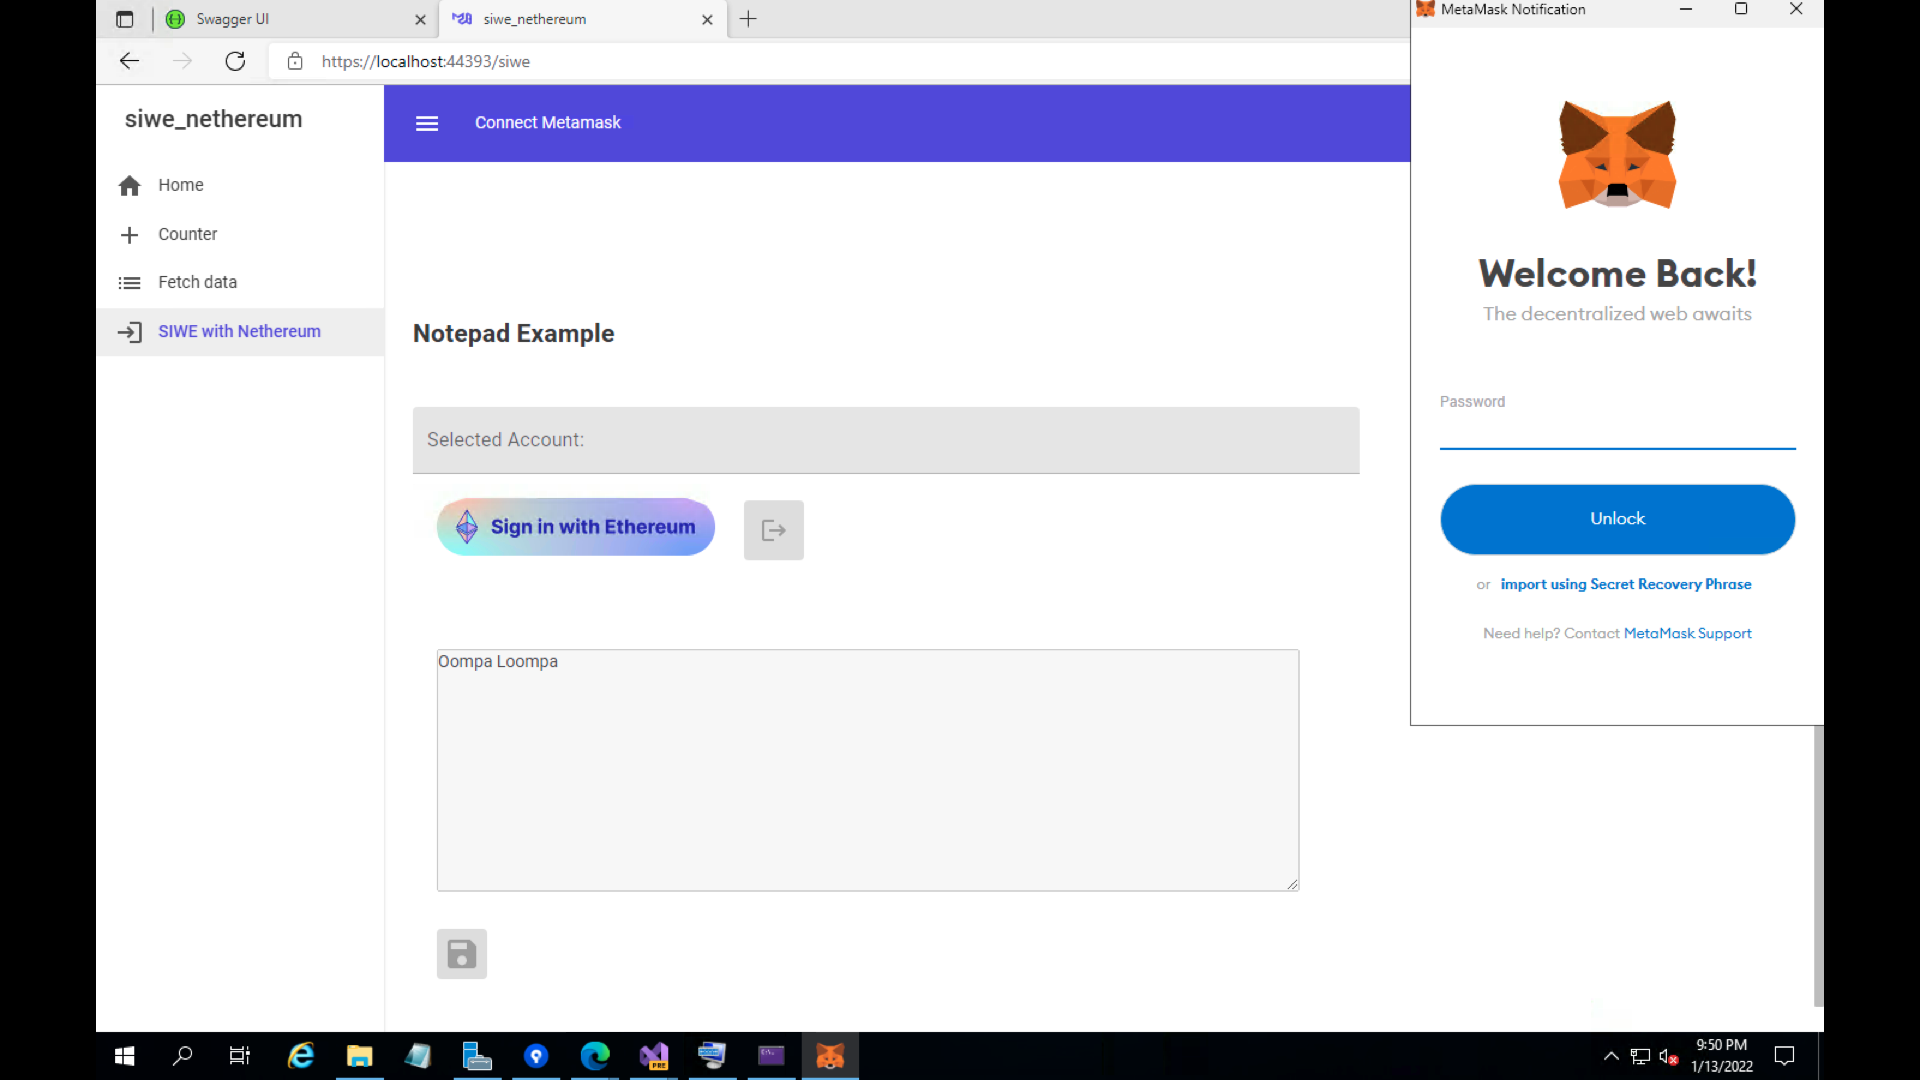 Swagger UI
siwe_nethereum
MetaMask Notification
https://localhost:44393/siwe
siwe_nethereum
Connect Metamask
Home
Counter
Fetch data
SIWE with Nethereum
Notepad Example
Selected Account:
Sign in with Ethereum
Oompa Loompa
Welcome Back!
The decentralized web awaits
Password
Unlock
or import using Secret Recovery Phrase
Need help? Contact MetaMask Support
PRE
9:50 PM
1/13/2022